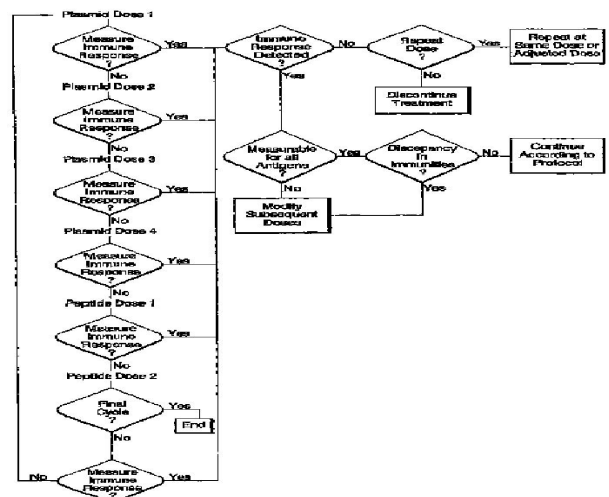 Plasmid Dose 1
Measure
Immune
Response
?
Yes
No
Plasmid Dose 2
Measure
Immune
Response
?
Yes
No
Plasmid Dose 3
Measure
Immune
Response
?
Yes
No
Plasmid Dose 4
Measure
Immune
Response
?
Yes
No
Peptide Dose 1
Measure
Immune
Response
?
Yes
No
Peptide Dose 2
Final
Cycle
?
Yes
End
No
Measure
Immune
Response
?
No
Yes
Immune
Response
Detected
?
No
Yes
Repeat
Dose
?
Yes
No
Repeat at
Same Dose or
Adjusted Dose
Discontinue
Treatment
Measurable
for all
Antigens
?
Yes
No
Discrepancy
in
Immunities
?
No
Yes
Continue
According to
Protocol
Modify
Subsequent
Doses